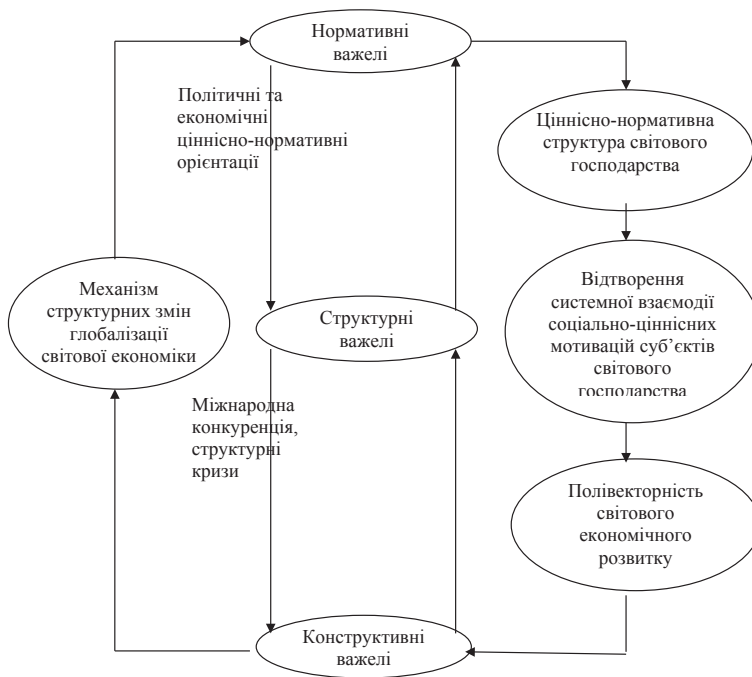 Нормативні
важелі
Політичні та
економічні
ціннісно-нормативні
орієнтації
Ціннісно-нормативна
структура світового
господарства
Механізм
структурних змін
глобалізації
світової економіки
Структурні
важелі
Відтворення
системної взаємодії
соціально-ціннісних
мотивацій суб’єктів
світового
господарства
Міжнародна
конкуренція,
структурні
кризи
Полівекторність
світового
економічного
розвитку
Конструктивні
важелі